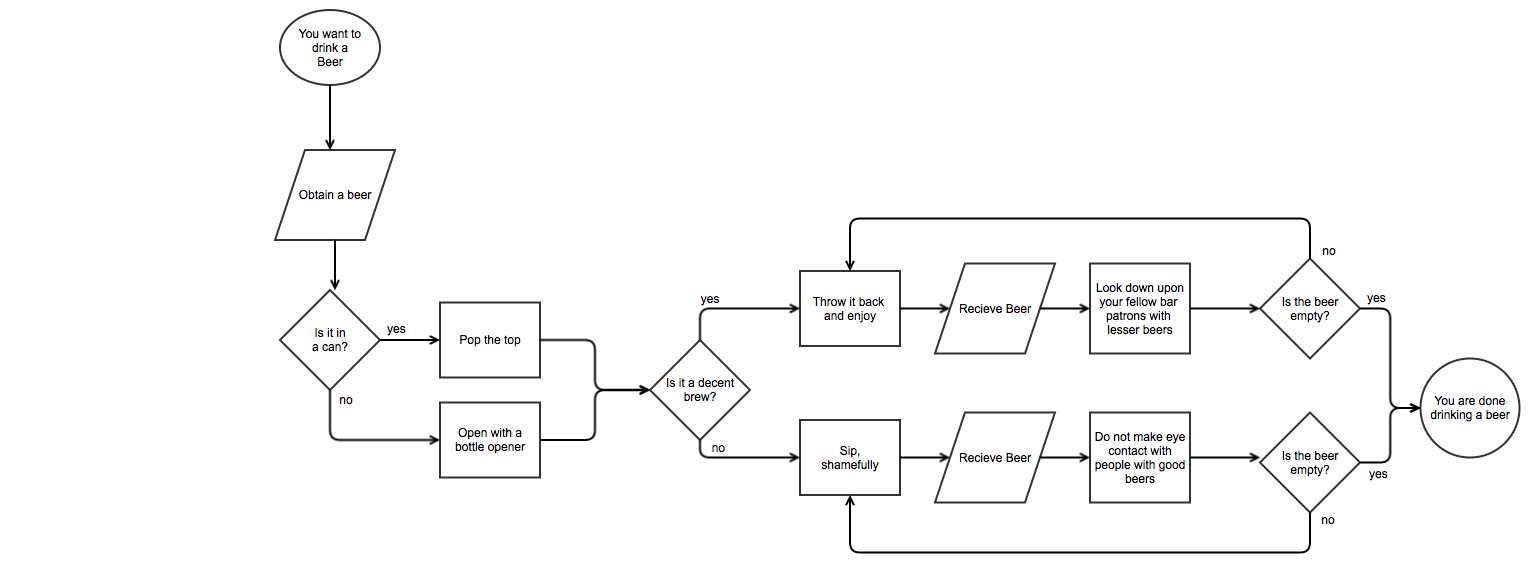 You want to
drink a
Beer
Obtain a beer
Is it in
a can?
yes
no
Pop the top
Open with a
bottle opener
Is it a decent
brew?
yes
no
Throw it back
and enjoy
Recieve Beer
Look down upon
your fellow bar
patrons with
lesser beers
Is the beer
empty?
no
yes
Sip,
shamefully
Recieve Beer
Do not make eye
contact with
people with good
beers
Is the beer
empty?
yes
no
You are done
drinking a beer